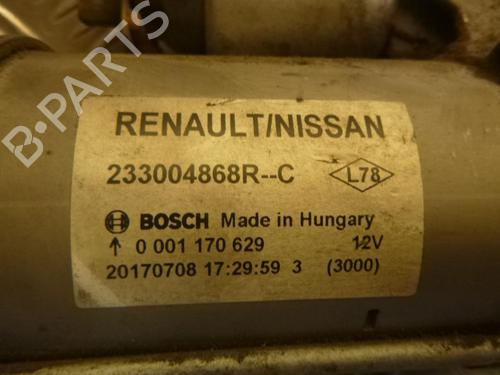 RENAULT/NISSAN
233004868R--C L78
BOSCH Made in Hungary
0 001 170 629 12V
20170708 17:29:59 3 (3000)
B-PARTS